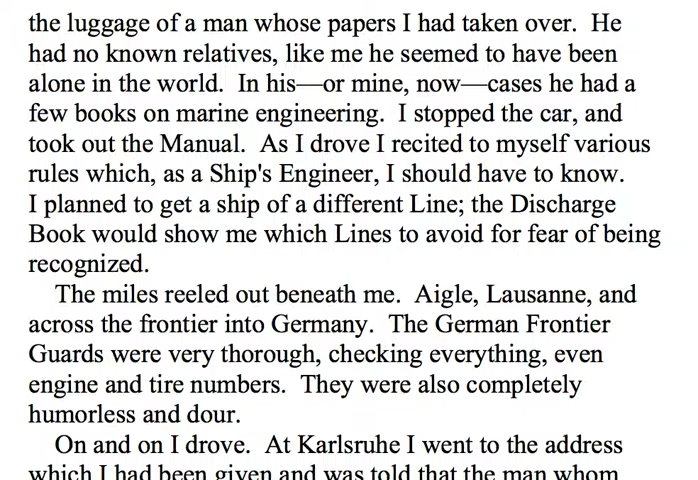 the luggage of a man whose papers I had taken over.  He
had no known relatives, like me he seemed to have been
alone in the world.  In his—or mine, now—cases he had a
few books on marine engineering.  I stopped the car, and
took out the Manual.  As I drove I recited to myself various
rules which, as a Ship's Engineer, I should have to know.
I planned to get a ship of a different Line; the Discharge
Book would show me which Lines to avoid for fear of being
recognized.
The miles reeled out beneath me.  Aigle, Lausanne, and
across the frontier into Germany.  The German Frontier
Guards were very thorough, checking everything, even
engine and tire numbers.  They were also completely
humorless and dour.
On and on I drove.  At Karlsruhe I went to the address
which I had been given and was told that the man whom